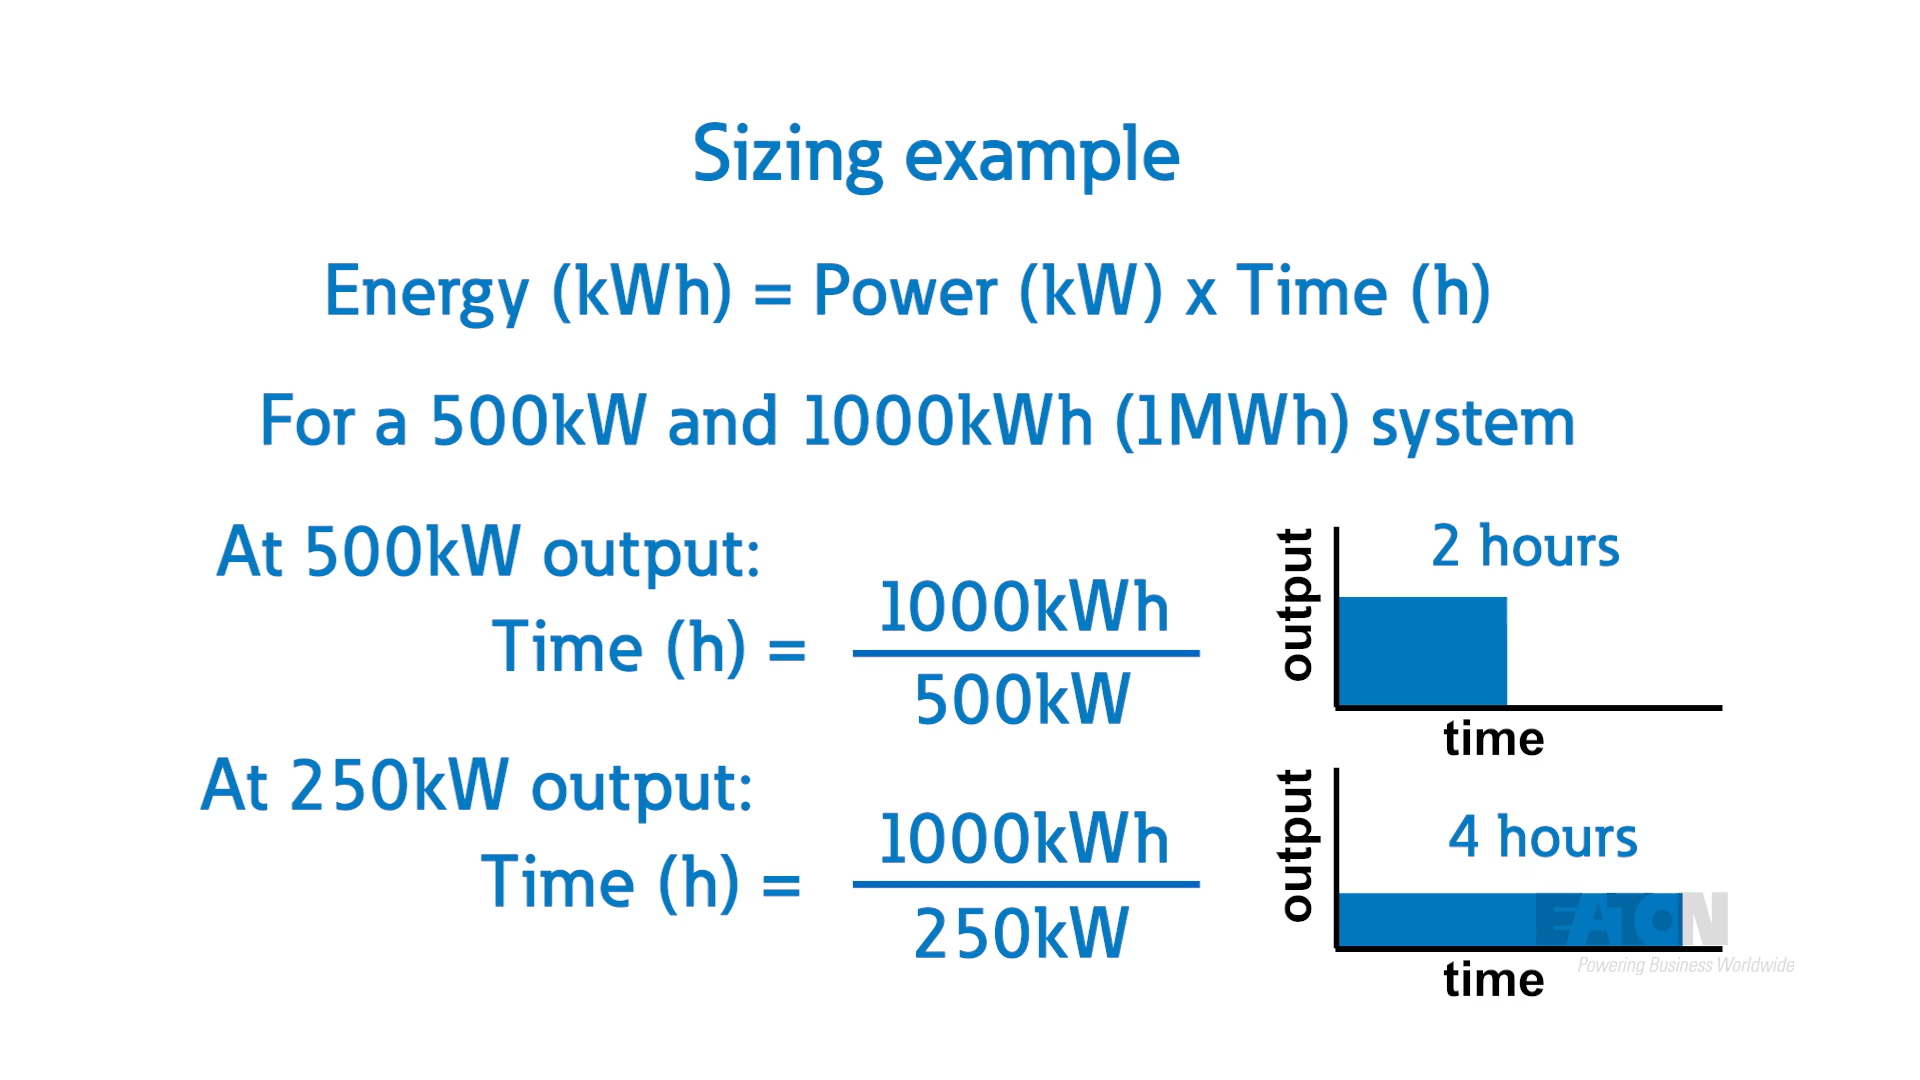 Sizing example
Energy (kWh) = Power (kW) x Time (h)
For a 500kW and 1000kWh (1MWh) system
At 500kW output:
Time (h) = 1000kWh
500kW
output
2 hours
time
At 250kW output:
Time (h) = 1000kWh
250kW
output
4 hours
EATON
Powering Business Worldwide
time